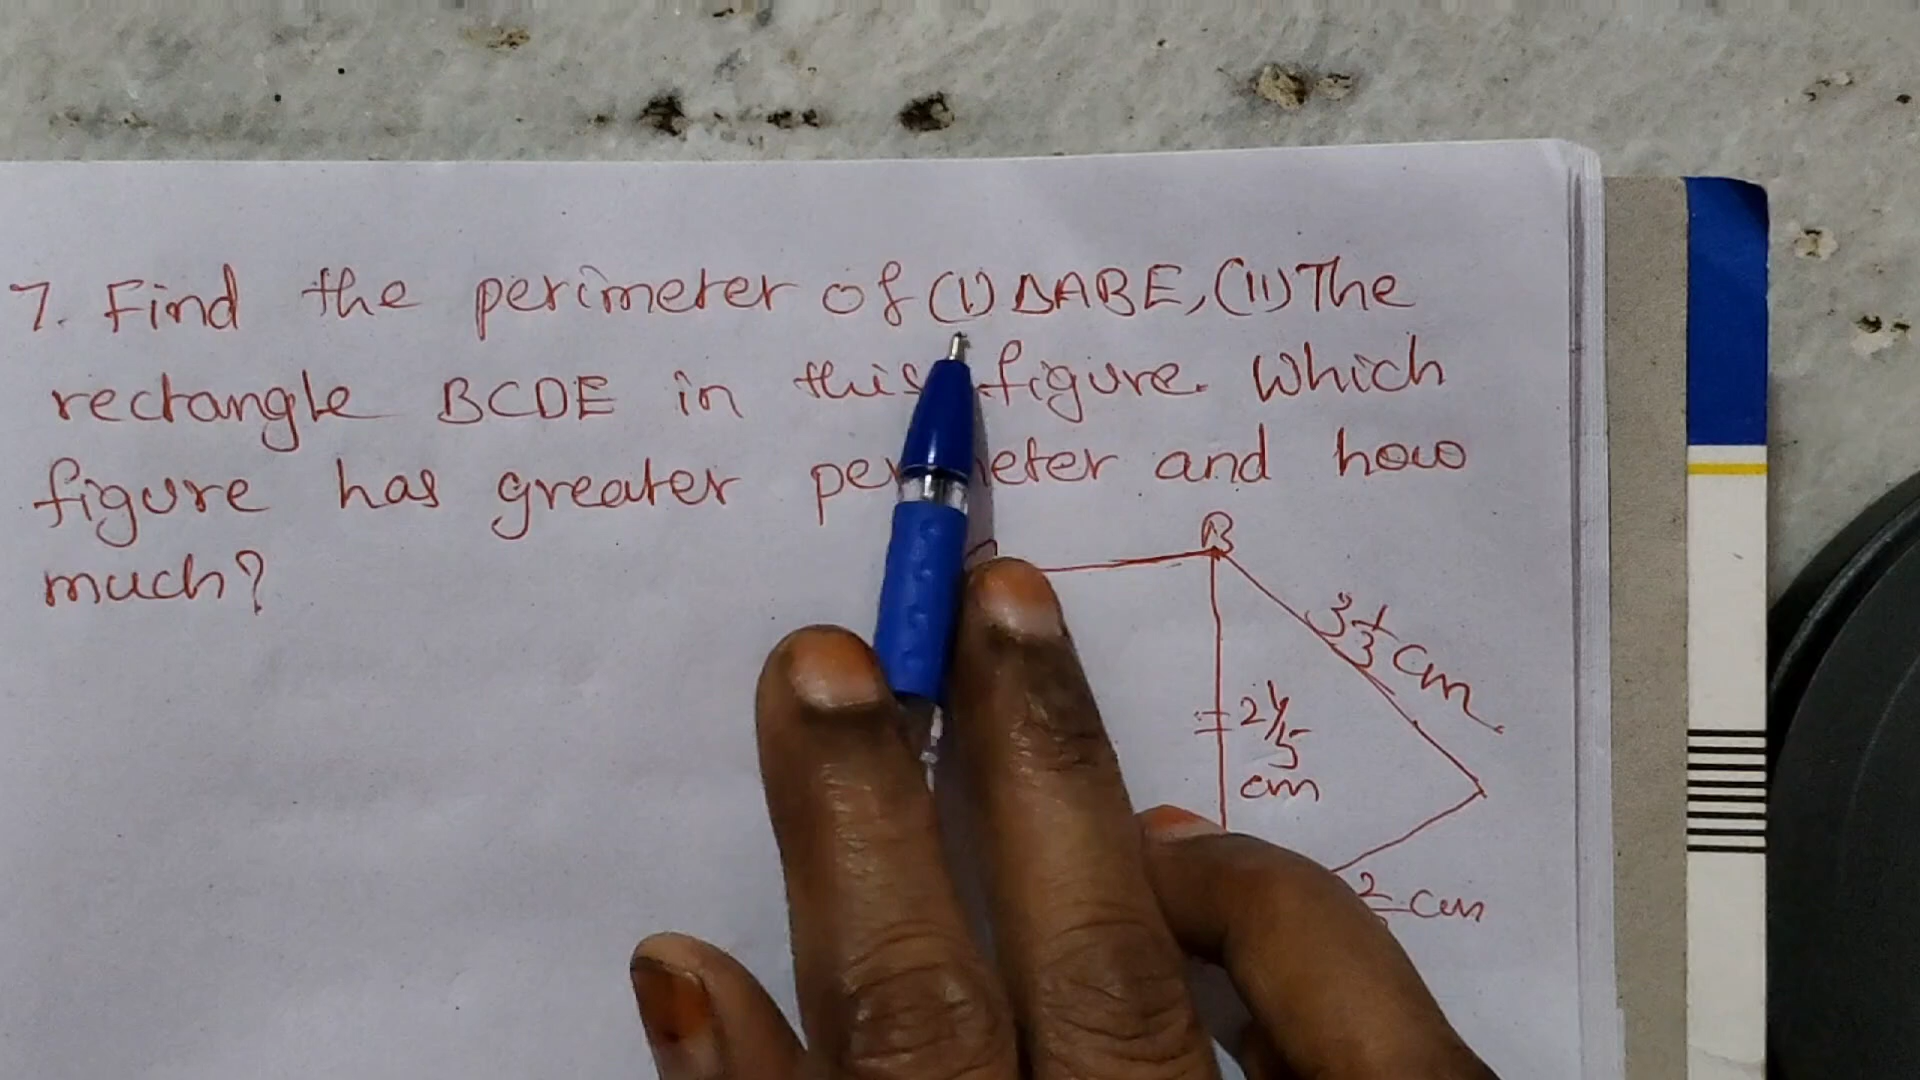 7. Find the perimeter of (i) ΔABE, (ii) The
rectangle BCDE in this figure. Which
figure has greater and how
much?
B
3 1/3 cm
2 1/5
cm
2 cm